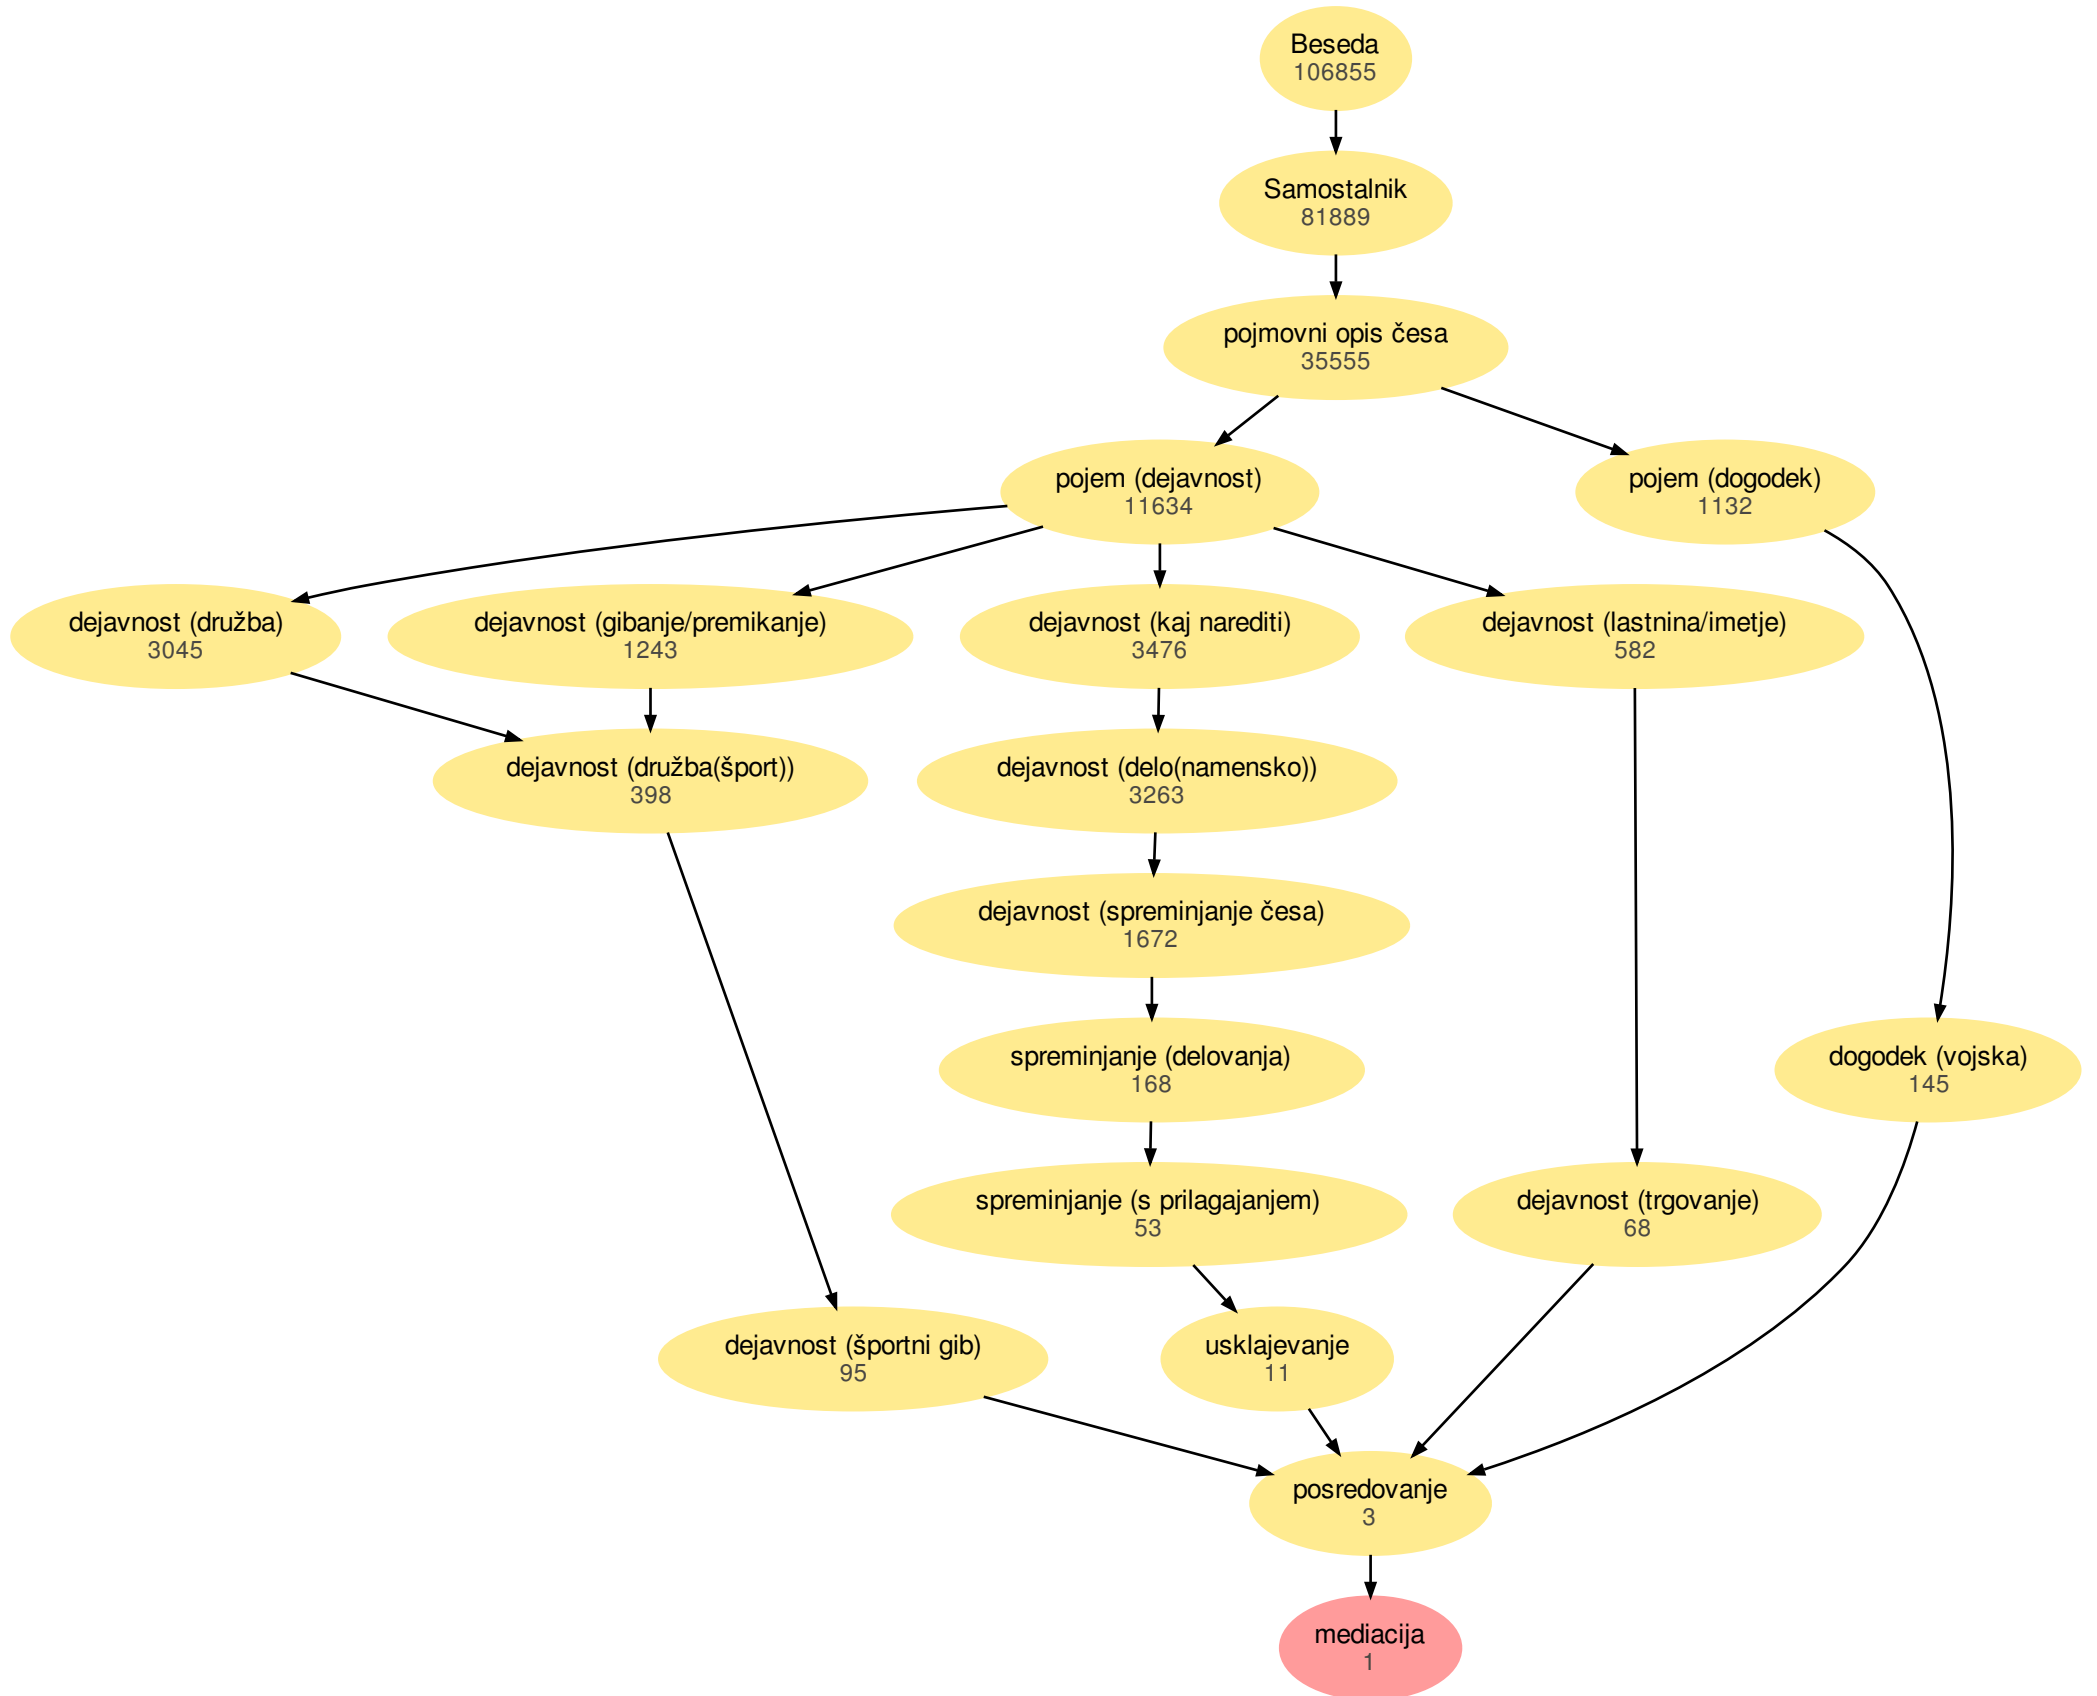 Beseda
106855
Samostalnik
81889
pojmovni opis česa
35555
pojem (dejavnost)
11634
pojem (dogodek)
1132
dejavnost (družba)
3045
dejavnost (gibanje/premikanje)
1243
dejavnost (kaj narediti)
3476
dejavnost (lastnina/imetje)
582
dejavnost (družba(šport))
398
dejavnost (delo(namensko))
3263
dejavnost (spreminjanje česa)
1672
spreminjanje (delovanja)
168
dogodek (vojska)
145
spreminjanje (s prilagajanjem)
53
dejavnost (trgovanje)
68
dejavnost (športni gib)
95
usklajevanje
11
posredovanje
3
mediacija
1